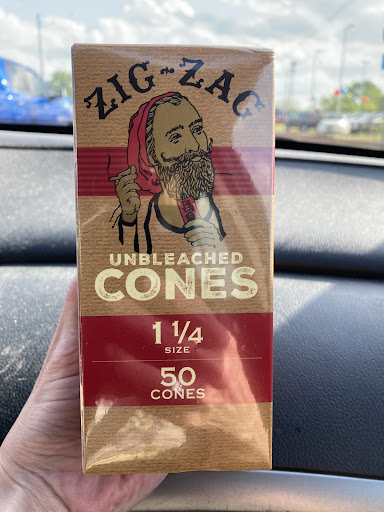 ZIG-ZAG
UNBLEACHED
CONES
1 1/4
SIZE
50
CONES